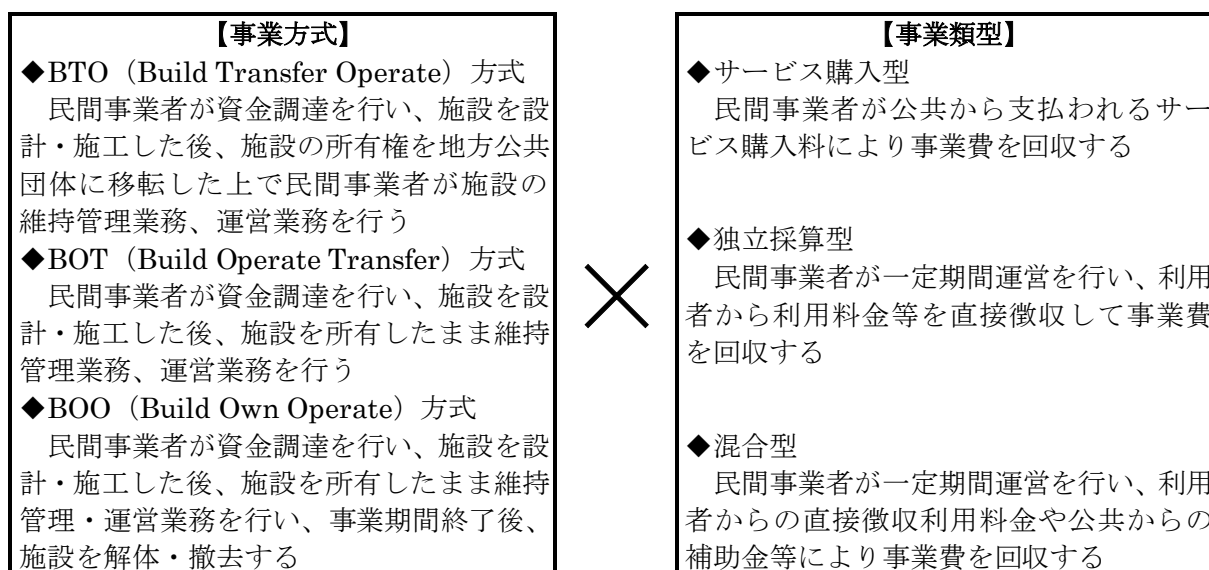 【事業方式】
◆BTO（Build Transfer Operate）方式
民間事業者が資金調達を行い、施設を設
計・施工した後、施設の所有権を地方公共
団体に移転した上で民間事業者が施設の
維持管理業務、運営業務を行う
◆BOT（Build Operate Transfer）方式
民間事業者が資金調達を行い、施設を設
計・施工した後、施設を所有したまま維持
管理業務、運営業務を行う
◆BOO（Build Own Operate）方式
民間事業者が資金調達を行い、施設を設
計・施工した後、施設を所有したまま維持
管理・運営業務を行い、事業期間終了後、
施設を解体・撤去する
×
【事業類型】
◆サービス購入型
民間事業者が公共から支払われるサー
ビス購入料により事業費を回収する
◆独立採算型
民間事業者が一定期間運営を行い、利用
者から利用料金等を直接徴収して事業費
を回収する
◆混合型
民間事業者が一定期間運営を行い、利用
者からの直接徴収利用料金や公共からの
補助金等により事業費を回収する